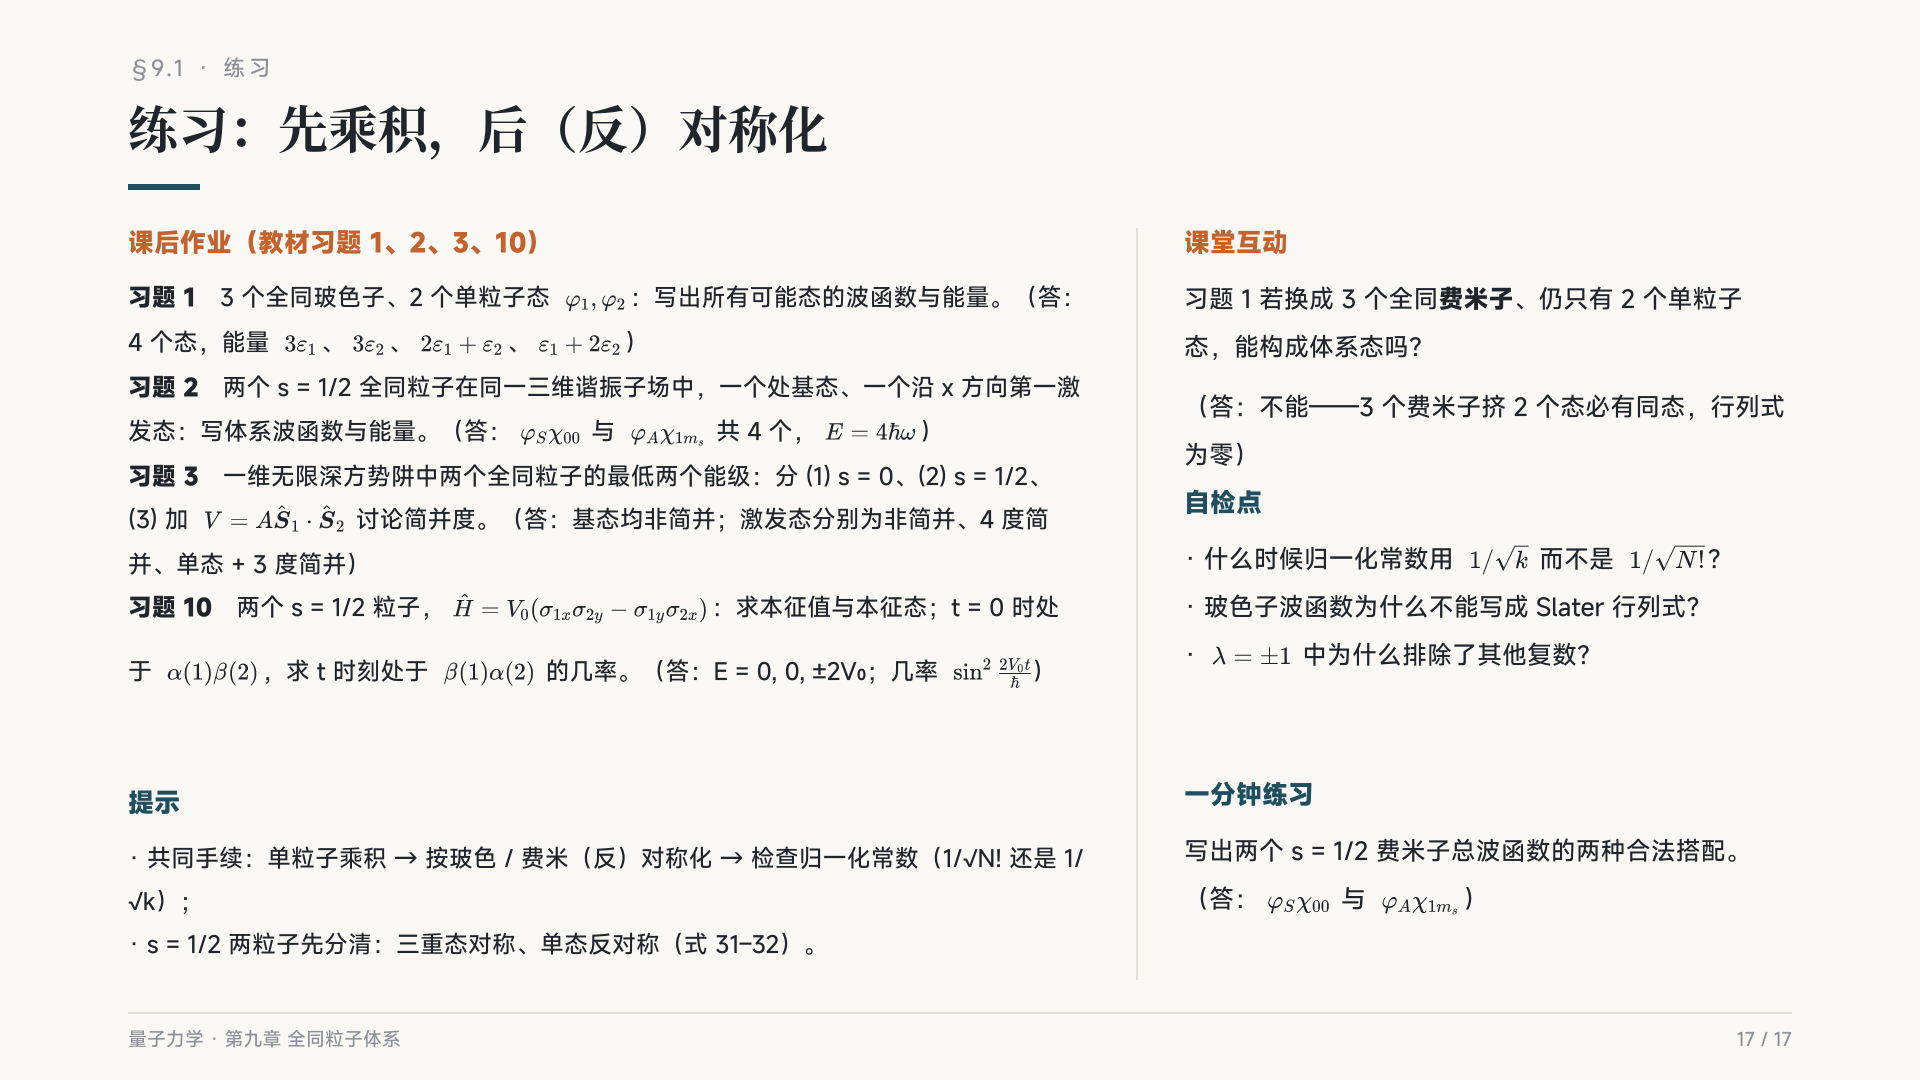 §9.1 · 练习
练习：先乘积，后（反）对称化
课后作业（教材习题 1、2、3、10）
习题 1 3 个全同玻色子、2 个单粒子态 φ₁, φ₂：写出所有可能态的波函数与能量。（答：
4 个态，能量 3ε₁、3ε₂、2ε₁ + ε₂、ε₁ + 2ε₂)
习题 2 两个 s = 1/2 全同粒子在同一三维谐振子场中，一个处基态、一个沿 x 方向第一激
发态：写体系波函数与能量。（答：φ_Sχ₀₀ 与 φ_Aχ_{1m_s} 共 4 个，E = 4ℏω）
习题 3 一维无限深方势阱中两个全同粒子的最低两个能级：分 (1) s = 0、(2) s = 1/2、
(3) 加 V = AŜ₁ · Ŝ₂ 讨论简并度。（答：基态均非简并；激发态分别为非简并、4 度简
并、单态 + 3 度简并）
习题 10 两个 s = 1/2 粒子，Ĥ = V₀(σ₁ₓσ₂y − σ₁yσ₂ₓ)：求本征值与本征态；t = 0 时处
于 α(1)β(2)，求 t 时刻处于 β(1)α(2) 的几率。（答：E = 0, 0, ±2V₀；几率 sin² 2V₀t/ℏ）
提示
· 共同手续：单粒子乘积 → 按玻色 / 费米（反）对称化 → 检查归一化常数（1/√N! 还是 1/
√k）；
· s = 1/2 两粒子先分清：三重态对称、单态反对称（式 31–32）。
课堂互动
习题 1 若换成 3 个全同费米子、仍只有 2 个单粒子
态，能构成体系态吗？
（答：不能——3 个费米子挤 2 个态必有同态，行列式
为零）
自检点
· 什么时候归一化常数用 1/√k 而不是 1/√N!？
· 玻色子波函数为什么不能写成 Slater 行列式？
· λ = ±1 中为什么排除了其他复数？
一分钟练习
写出两个 s = 1/2 费米子总波函数的两种合法搭配。
（答：φ_Sχ₀₀ 与 φ_Aχ_{1m_s}）
量子力学 · 第九章 全同粒子体系
17 / 17